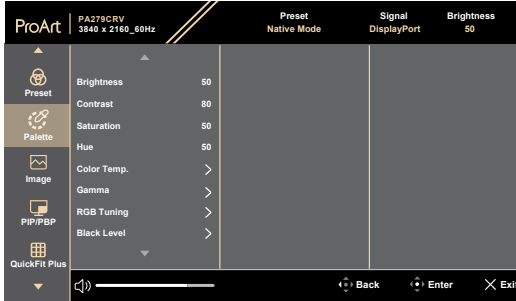 ProArt
PA279CRV
3840 x 2160_60Hz
Preset
Native Mode
Signal
DisplayPort
Brightness
50
Preset
Palette
Image
PIP/PBP
QuickFit Plus
Brightness 50
Contrast 80
Saturation 50
Hue 50
Color Temp.
Gamma
RGB Tuning
Black Level
Back
Enter
Exit